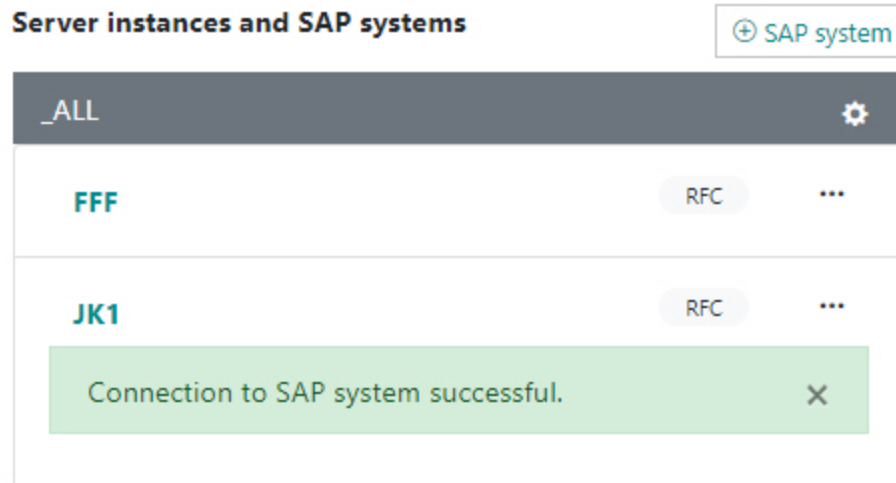 Server instances and SAP systems
SAP system
_ALL
FFF
RFC
JK1
RFC
Connection to SAP system successful.